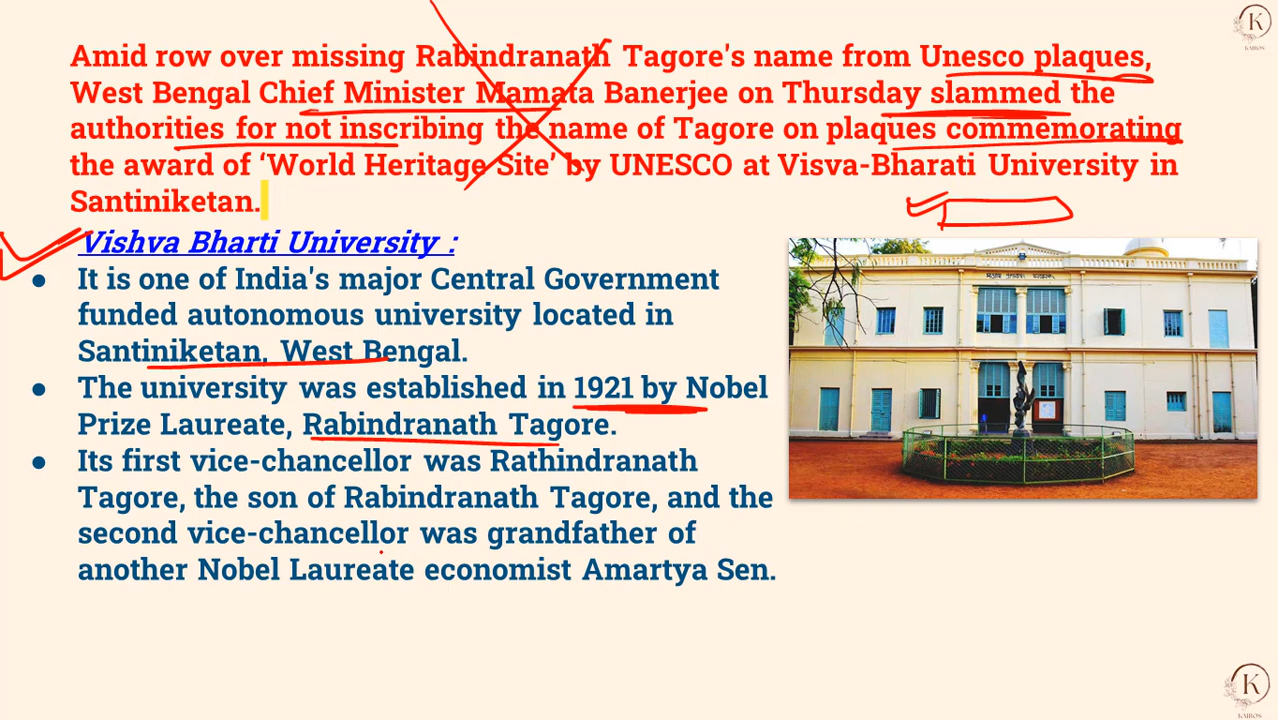 Amid row over missing Rabindranath Tagore's name from Unesco plaques,
West Bengal Chief Minister Mamata Banerjee on Thursday slammed the
authorities for not inscribing the name of Tagore on plaques commemorating
the award of ‘World Heritage Site’ by UNESCO at Visva-Bharati University in
Santiniketan.
Vishva Bharti University :
● It is one of India's major Central Government
funded autonomous university located in
Santiniketan, West Bengal.
● The university was established in 1921 by Nobel
Prize Laureate, Rabindranath Tagore.
● Its first vice-chancellor was Rathindranath
Tagore, the son of Rabindranath Tagore, and the
second vice-chancellor was grandfather of
another Nobel Laureate economist Amartya Sen.
K
KAIROS
K
KAIROS